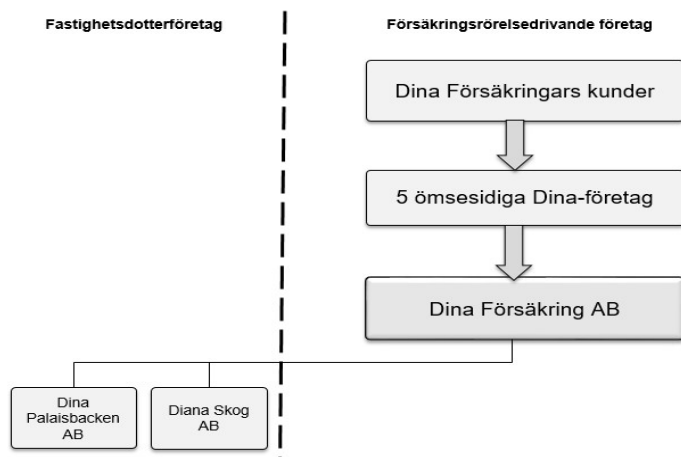 Fastighetsdotterföretag
Försäkringsrörelsedrivande företag
Dina Försäkringars kunder
5 ömsesidiga Dina-företag
Dina Försäkring AB
Dina
Palaisbacken
AB
Diana Skog
AB